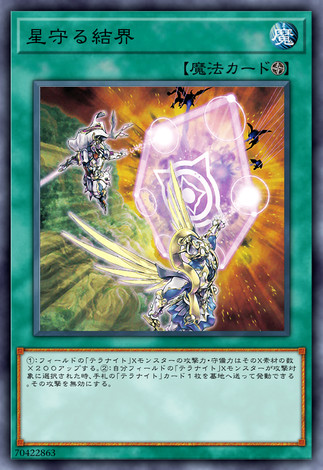 星守る結界
魔
【魔法カード】
①:フィールドの「テラナイト」Xモンスターの攻撃力・守備力はそのX素材の数
×200アップする。②:自分フィールドの「テラナイト」Xモンスターが攻撃対
象に選択された時、手札の「テラナイト」カード1枚を墓地へ送って発動できる
。その攻撃を無効にする。
70422863